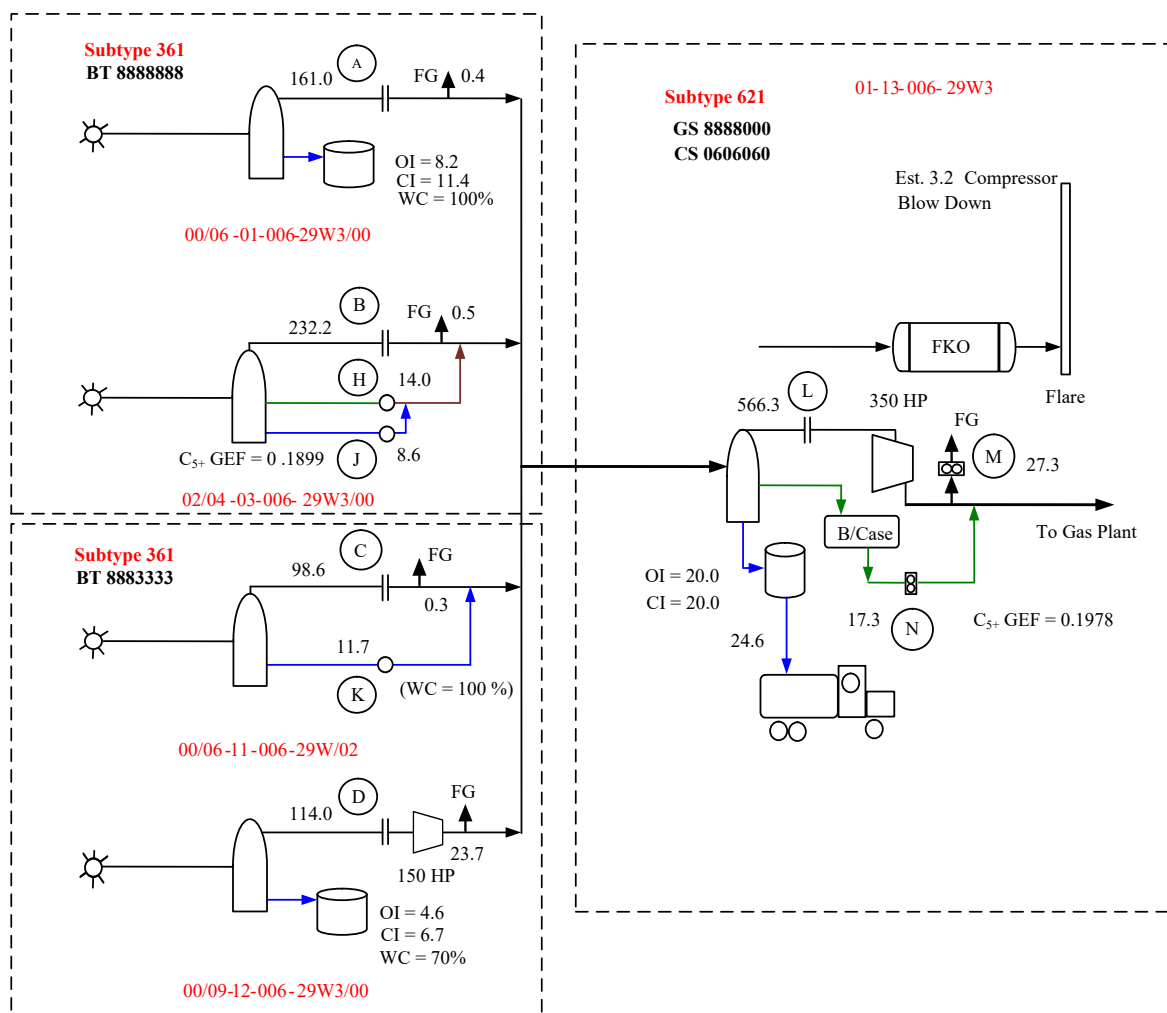 Subtype 361
BT 8888888
161.0
A
FG
0.4
OI = 8.2
CI = 11.4
WC = 100%
00/06 -01-006-29W3/00
B
232.2
FG
0.5
H
14.0
J
8.6
C5+ GEF = 0 .1899
02/04 -03-006- 29W3/00
Subtype 361
BT 8883333
C
98.6
FG
0.3
11.7
K
(WC = 100 %)
00/06-11-006-29W/02
D
114.0
FG
23.7
150 HP
OI = 4.6
CI = 6.7
WC = 70%
00/09-12-006-29W3/00
Subtype 621
01-13-006- 29W3
GS 8888000
CS 0606060
Est. 3.2 Compressor
Blow Down
FKO
Flare
L
566.3
350 HP
FG
M
27.3
To Gas Plant
B/Case
OI = 20.0
CI = 20.0
17.3
N
C5+ GEF = 0.1978
24.6